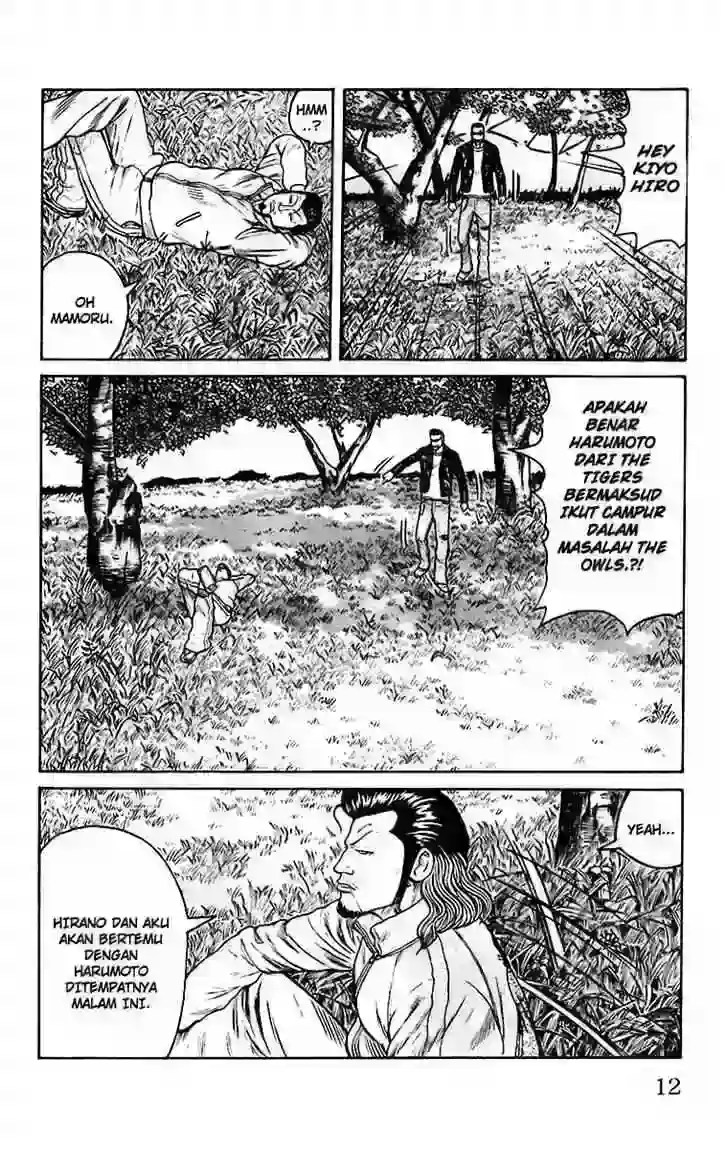 HEY
KIYO
HIRO
HMM
..?
OH
MAMORU.
APAKAH
BENAR
HARUMOTO
DARI THE
TIGERS
BERMAKSUD
IKUT CAMPUR
DALAM
MASALAH THE
OWLS.?!
YEAH...
HIRANO DAN AKU
AKAN BERTEMU
DENGAN
HARUMOTO
DITEMPATNYA
MALAM INI.
12